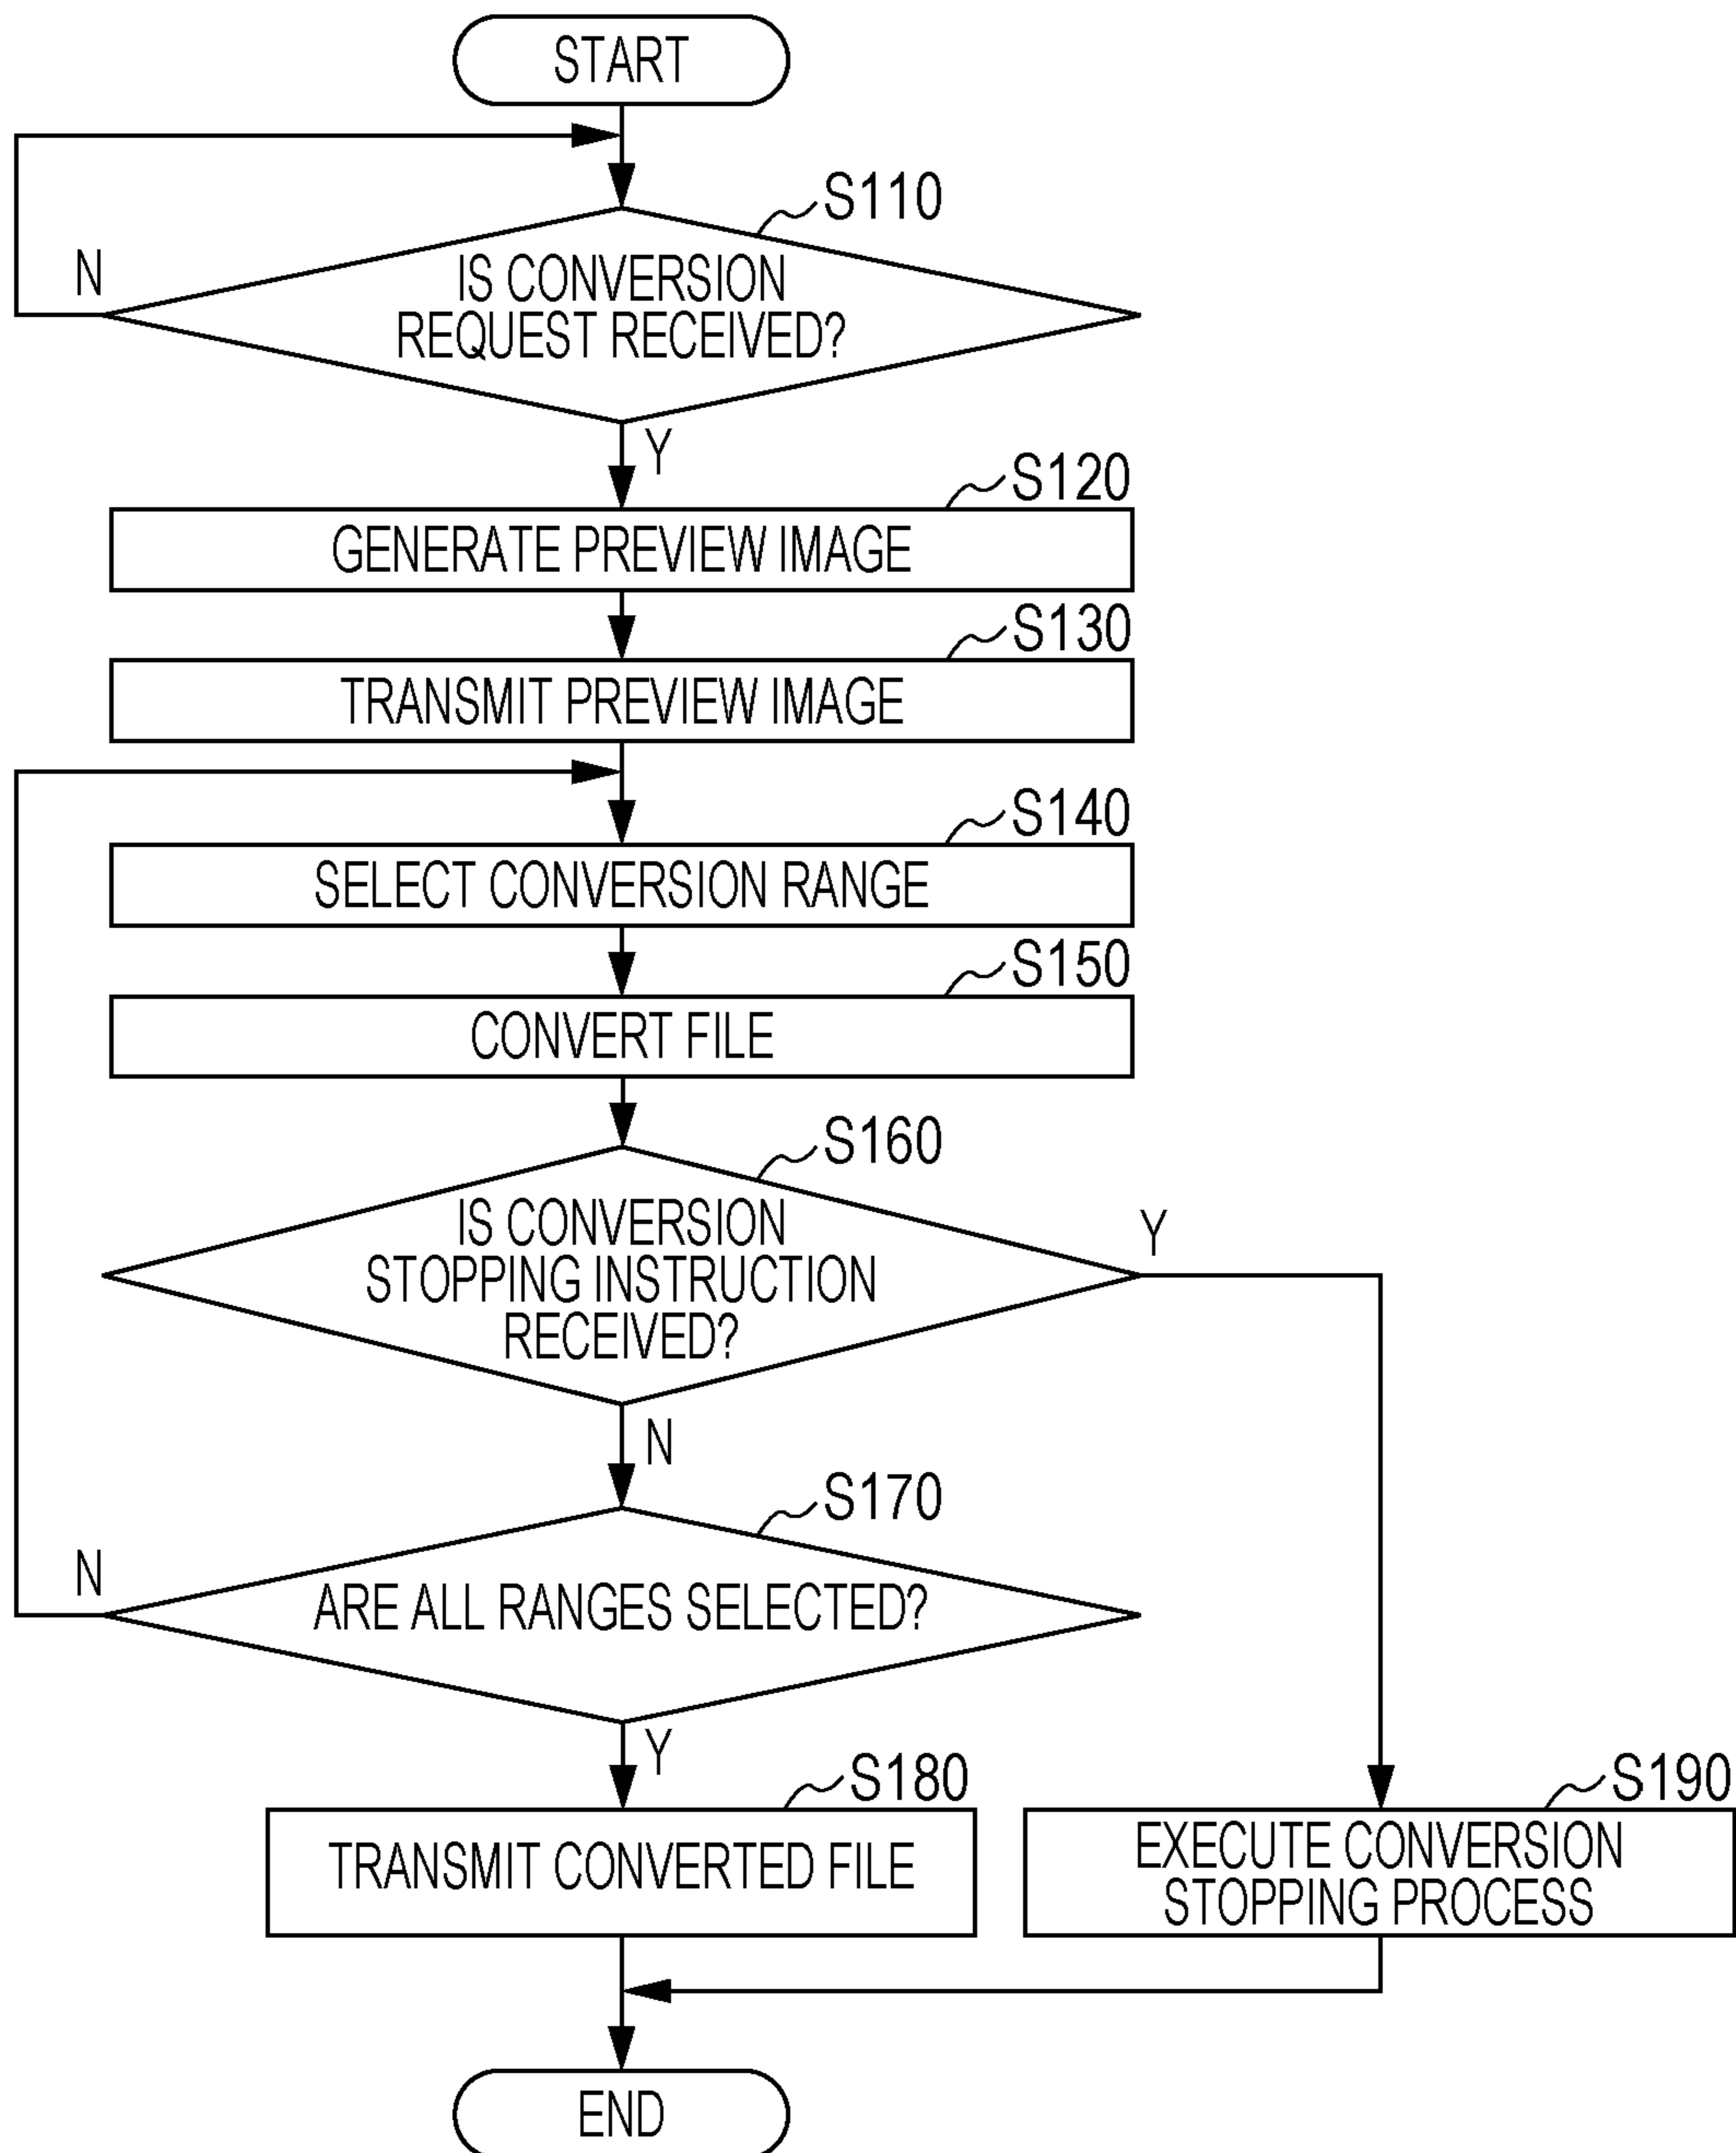 START
S110
N
IS CONVERSION
REQUEST RECEIVED?
Y
S120
GENERATE PREVIEW IMAGE
S130
TRANSMIT PREVIEW IMAGE
S140
SELECT CONVERSION RANGE
S150
CONVERT FILE
S160
IS CONVERSION
STOPPING INSTRUCTION
RECEIVED?
Y
N
S170
N
ARE ALL RANGES SELECTED?
Y
S180
TRANSMIT CONVERTED FILE
S190
EXECUTE CONVERSION
STOPPING PROCESS
END